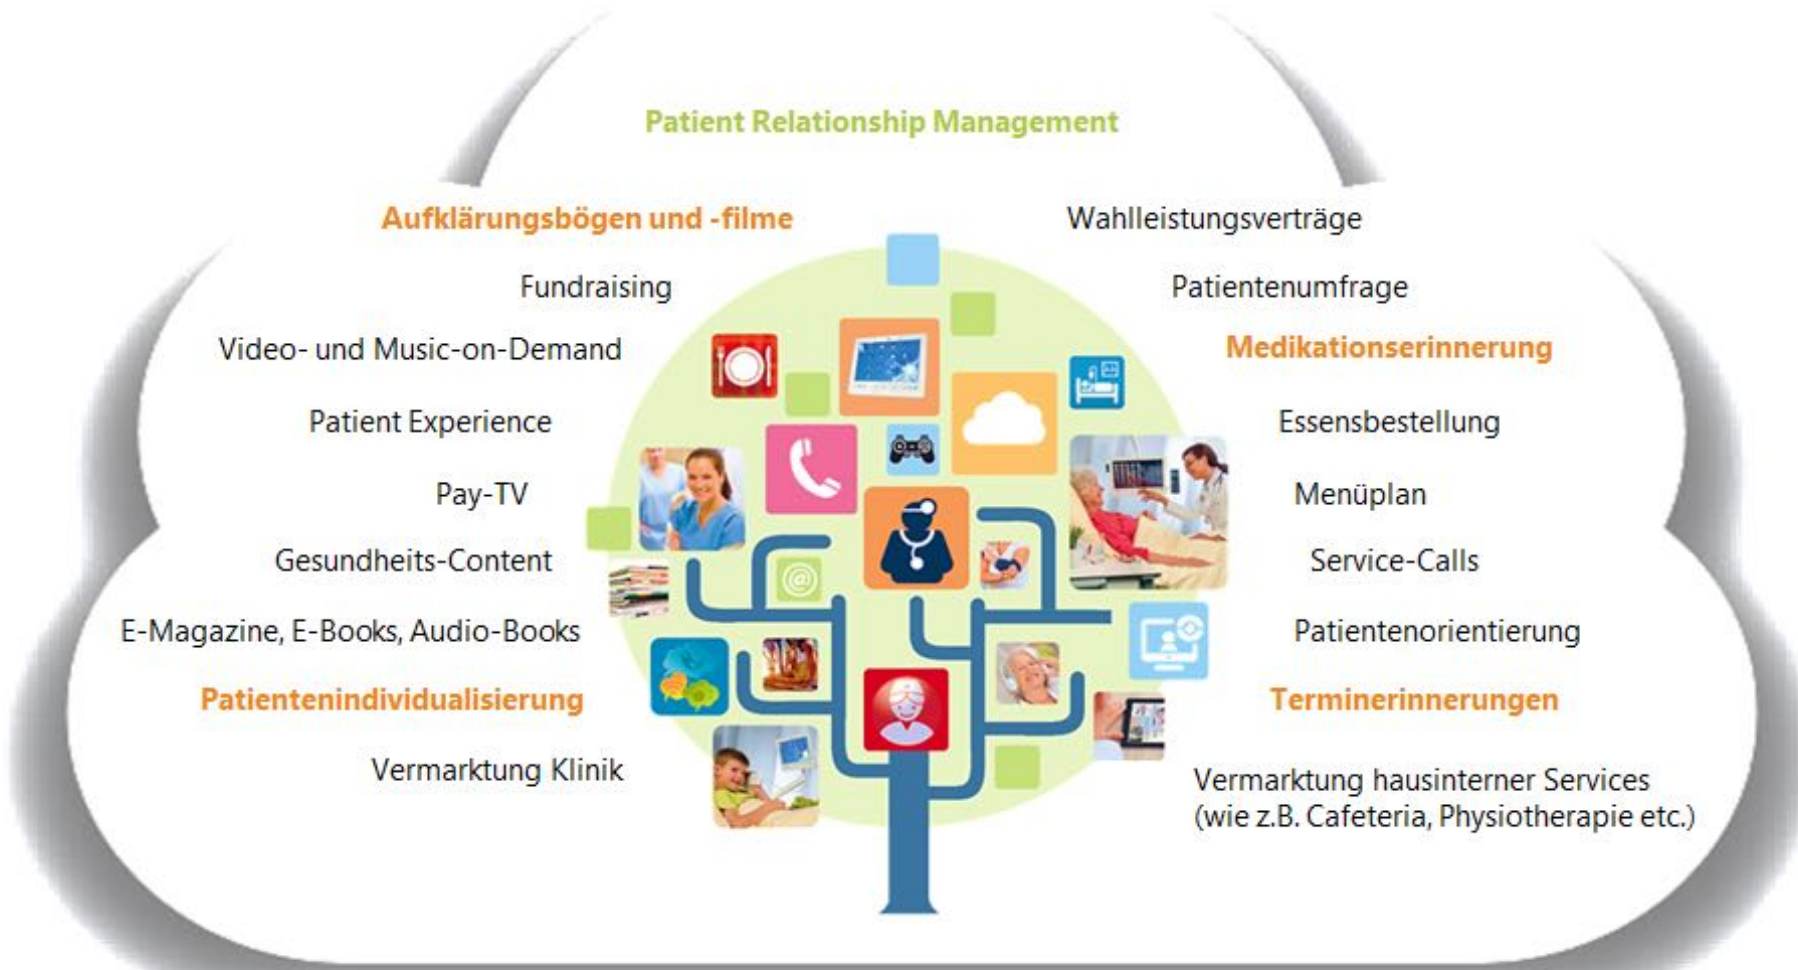 Patient Relationship Management
Aufklärungsbögen und -filme
Fundraising
Video- und Music-on-Demand
Patient Experience
Pay-TV
Gesundheits-Content
E-Magazine, E-Books, Audio-Books
Patientenindividualisierung
Vermarktung Klinik
Wahlleistungsverträge
Patientenumfrage
Medikationserinnerung
Essensbestellung
Menüplan
Service-Calls
Patientenorientierung
Terminerinnerungen
Vermarktung hausinterner Services
(wie z.B. Cafeteria, Physiotherapie etc.)
@